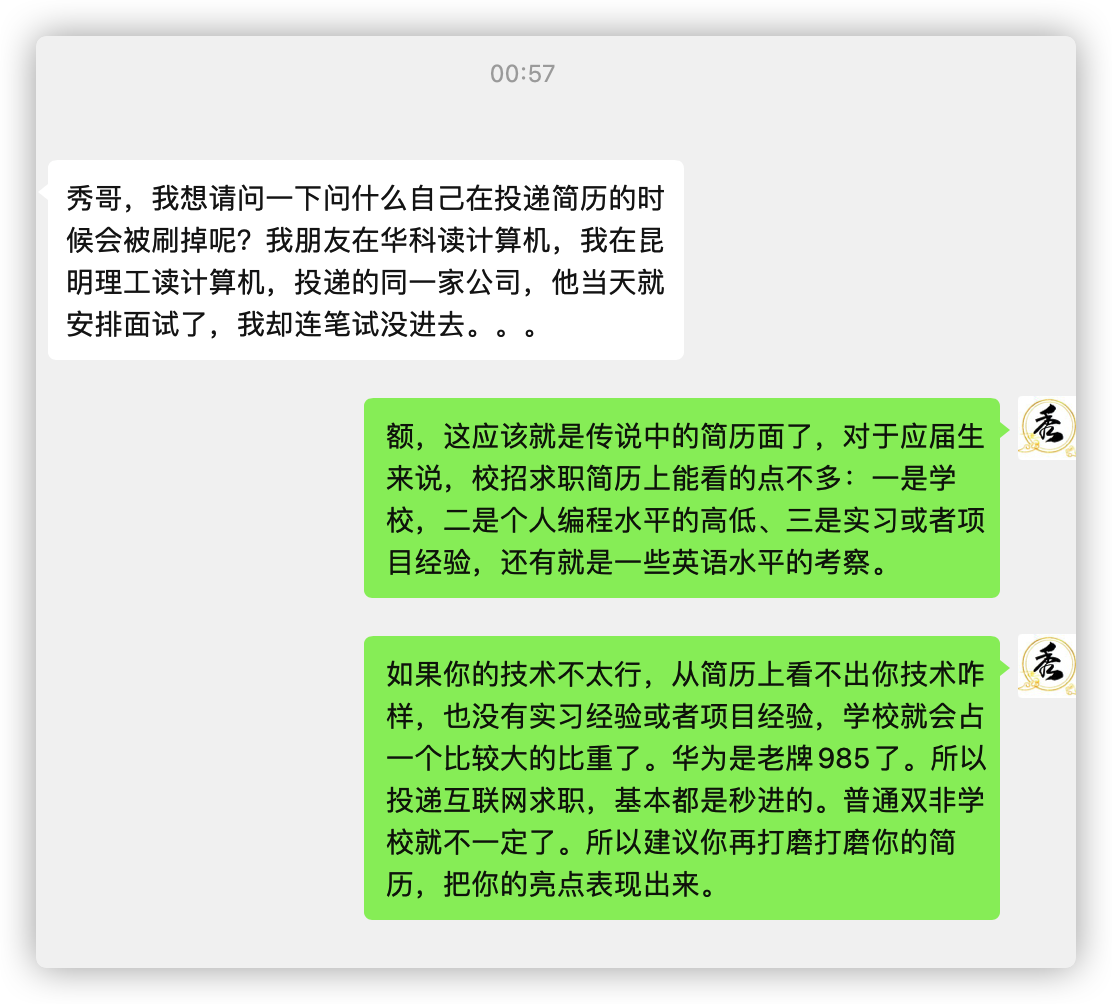 00:57
秀哥，我想请问一下问什么自己在投递简历的时
候会被刷掉呢？我朋友在华科读计算机，我在昆
明理工读计算机，投递的同一家公司，他当天就
安排面试了，我却连笔试没进去。。。
额，这应该就是传说中的简历面了，对于应届生
来说，校招求职简历上能看的点不多：一是学
校，二是个人编程水平的高低、三是实习或者项
目经验，还有就是一些英语水平的考察。
秀
如果你的技术不太行，从简历上看不出你技术咋
样，也没有实习经验或者项目经验，学校就会占
一个比较大的比重了。华为是老牌985了。所以
投递互联网求职，基本都是秒进的。普通双非学
校就不一定了。所以建议你再打磨打磨你的简
历，把你的亮点表现出来。
秀